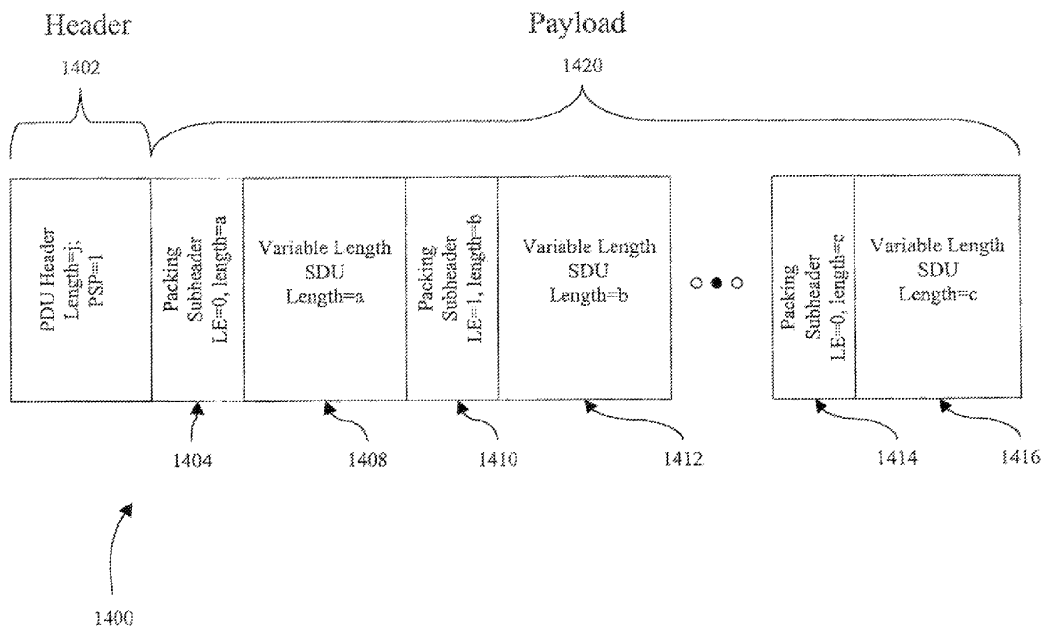 Header
Payload
1402
1420
PDU Header
Length=j;
PSP=1
Packing
Subheader
LE=0, length=a
Variable Length
SDU
Length=a
Packing
Subheader
LE=1, length=b
Variable Length
SDU
Length=b
Packing
Subheader
LE=0, length=c
Variable Length
SDU
Length=c
1404
1408
1410
1412
1414
1416
1400